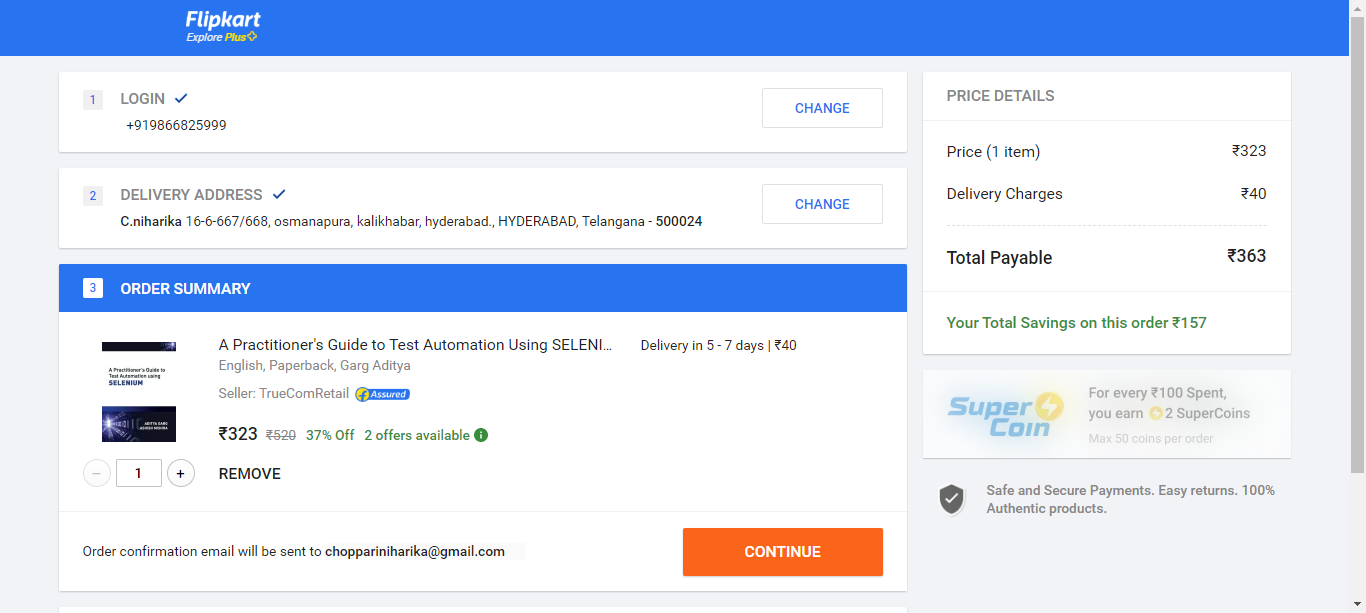 Flipkart
Explore Plus
1
LOGIN
+919866825999
CHANGE
2
DELIVERY ADDRESS
C.niharika 16-6-667/668, osmanapura, kalikhabar, hyderabad., HYDERABAD, Telangana - 500024
CHANGE
3
ORDER SUMMARY
A Practitioner's Guide to
Test Automation using
SELENIUM
ADITYA GARG
ASHISH MISHRA
A Practitioner's Guide to Test Automation Using SELENI...
English, Paperback, Garg Aditya
Seller: TrueComRetail f Assured
₹323 ₹520 37% Off 2 offers available i
Delivery in 5 - 7 days | ₹40
− 1 +
REMOVE
Order confirmation email will be sent to choppariniharika@gmail.com
CONTINUE
PRICE DETAILS
Price (1 item) ₹323
Delivery Charges ₹40
Total Payable ₹363
Your Total Savings on this order ₹157
Super
Coin
For every ₹100 Spent,
you earn 2 SuperCoins
Max 50 coins per order
Safe and Secure Payments. Easy returns. 100%
Authentic products.